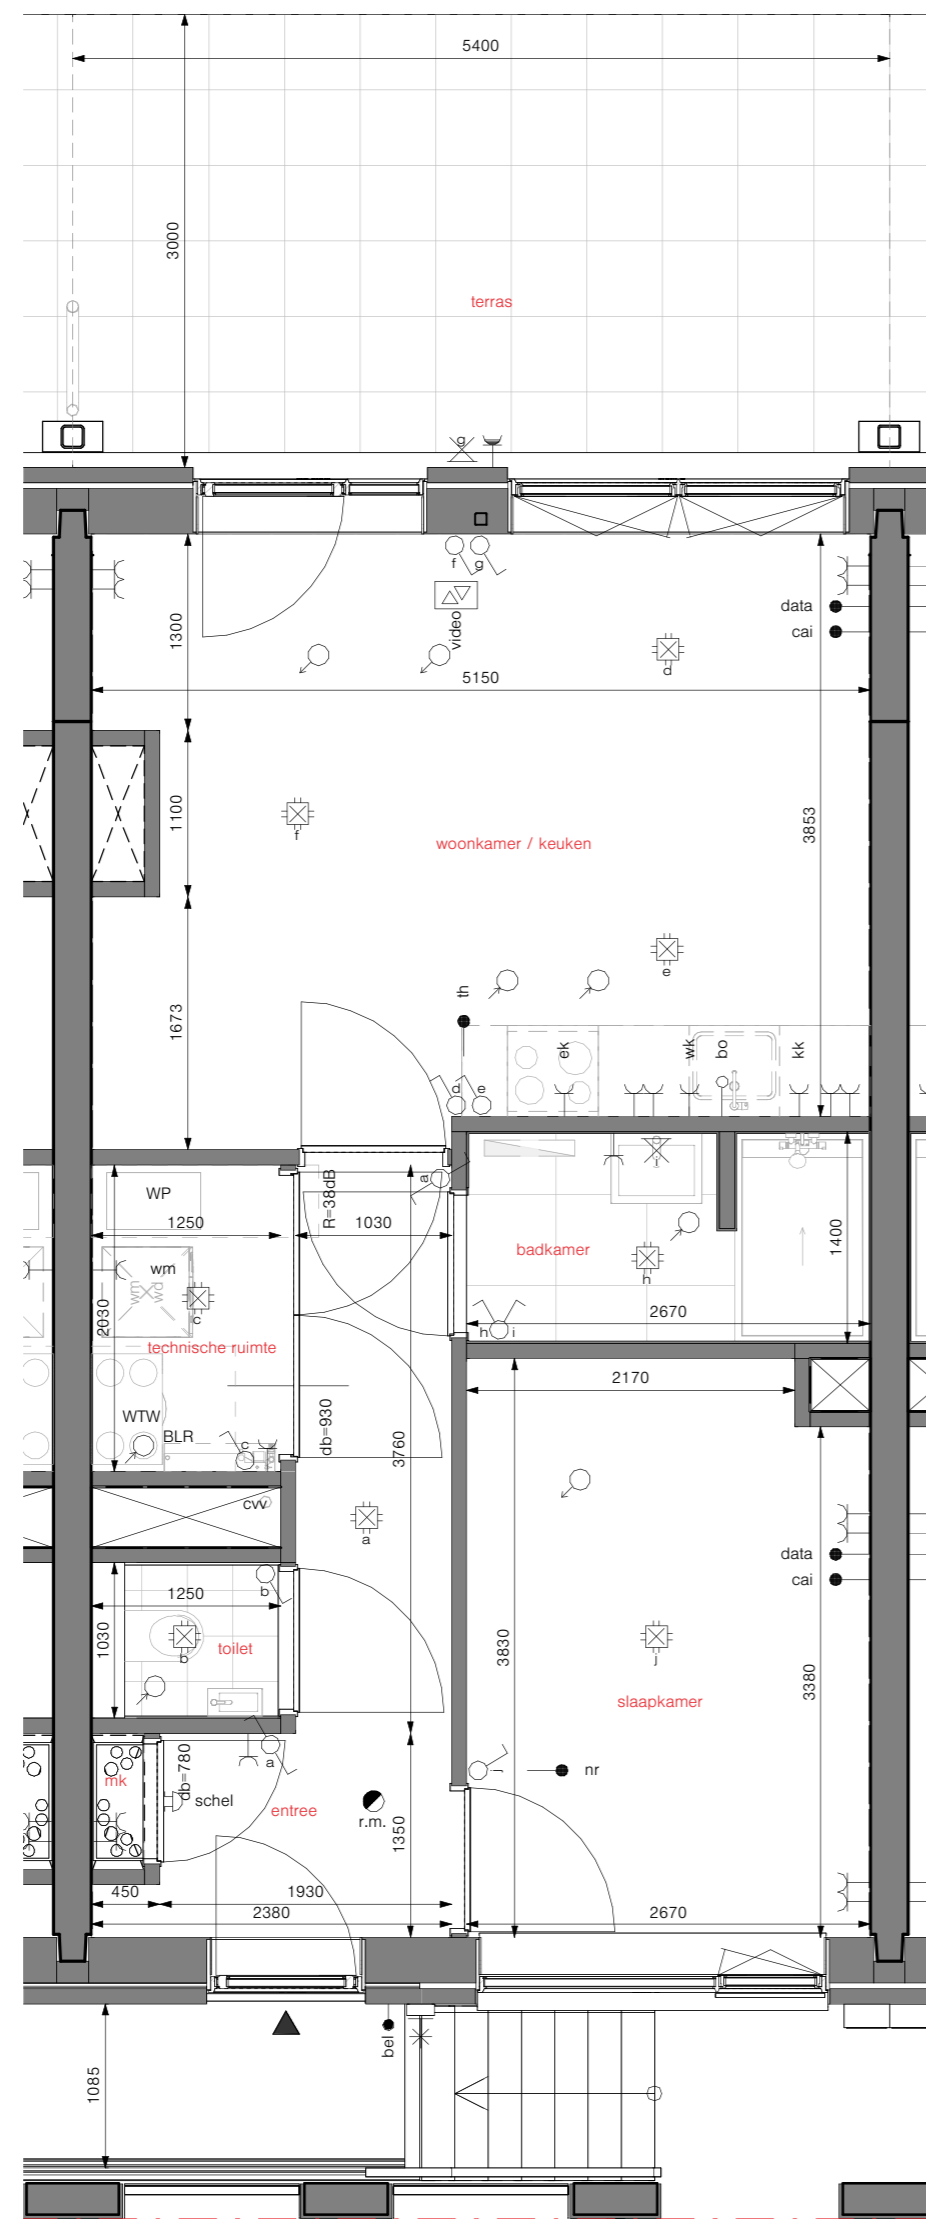 5400
3000
terras
g
f g
video
data
cai
1300
d
5150
1100
f
woonkamer / keuken
3853
e
1673
th
ek
wk
bo
kk
d e
WP
R=38dB
a
i
1250
1030
badkamer
1400
wm
wm
wd
c
h
2030
2670
h i
technische ruimte
2170
WTW
BLR
c
db=930
3760
cvv
a
data
cai
b
1250
1030
toilet
b
3830
j
3380
slaapkamer
a
mk
db=780
schel
entree
r.m.
j
nr
1350
450
1930
2380
2670
bel
1085